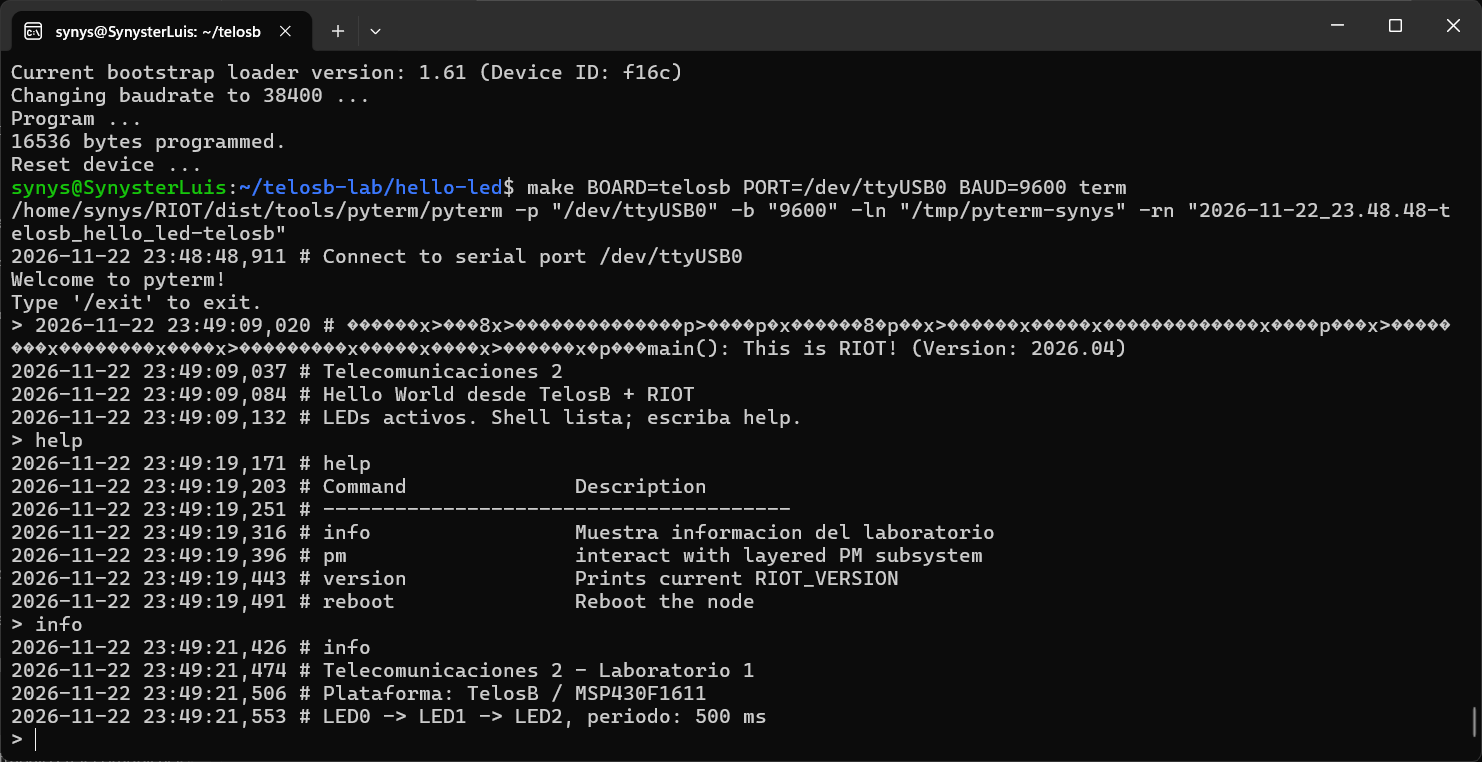 synys@SynysterLuis: ~/telosb
Current bootstrap loader version: 1.61 (Device ID: f16c)
Changing baudrate to 38400 ...
Program ...
16536 bytes programmed.
Reset device ...
synys@SynysterLuis:~/telosb-lab/hello-led$ make BOARD=telosb PORT=/dev/ttyUSB0 BAUD=9600 term
/home/synys/RIOT/dist/tools/pyterm/pyterm -p "/dev/ttyUSB0" -b "9600" -ln "/tmp/pyterm-synys" -rn "2026-11-22_23.48.48-t
elosb_hello_led-telosb"
2026-11-22 23:48:48,911 # Connect to serial port /dev/ttyUSB0
Welcome to pyterm!
Type '/exit' to exit.
> 2026-11-22 23:49:09,020 # ������x>���8x>��������������p>����p�x������8�p��x>������x�����x�������������x����p���x>�����
���x��������x����x>���������x�����x����x>������x�p���main(): This is RIOT! (Version: 2026.04)
2026-11-22 23:49:09,037 # Telecomunicaciones 2
2026-11-22 23:49:09,084 # Hello World desde TelosB + RIOT
2026-11-22 23:49:09,132 # LEDs activos. Shell lista; escriba help.
> help
2026-11-22 23:49:19,171 # help
2026-11-22 23:49:19,203 # Command              Description
2026-11-22 23:49:19,251 # ---------------------------------------
2026-11-22 23:49:19,316 # info                 Muestra informacion del laboratorio
2026-11-22 23:49:19,396 # pm                   interact with layered PM subsystem
2026-11-22 23:49:19,443 # version              Prints current RIOT_VERSION
2026-11-22 23:49:19,491 # reboot               Reboot the node
> info
2026-11-22 23:49:21,426 # info
2026-11-22 23:49:21,474 # Telecomunicaciones 2 - Laboratorio 1
2026-11-22 23:49:21,506 # Plataforma: TelosB / MSP430F1611
2026-11-22 23:49:21,553 # LED0 -> LED1 -> LED2, periodo: 500 ms
>